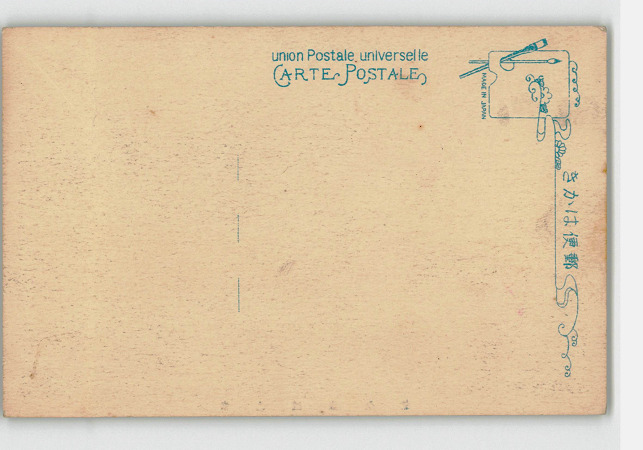 union Postale universelle
CARTE POSTALE
MADE IN JAPAN
きかは便郵